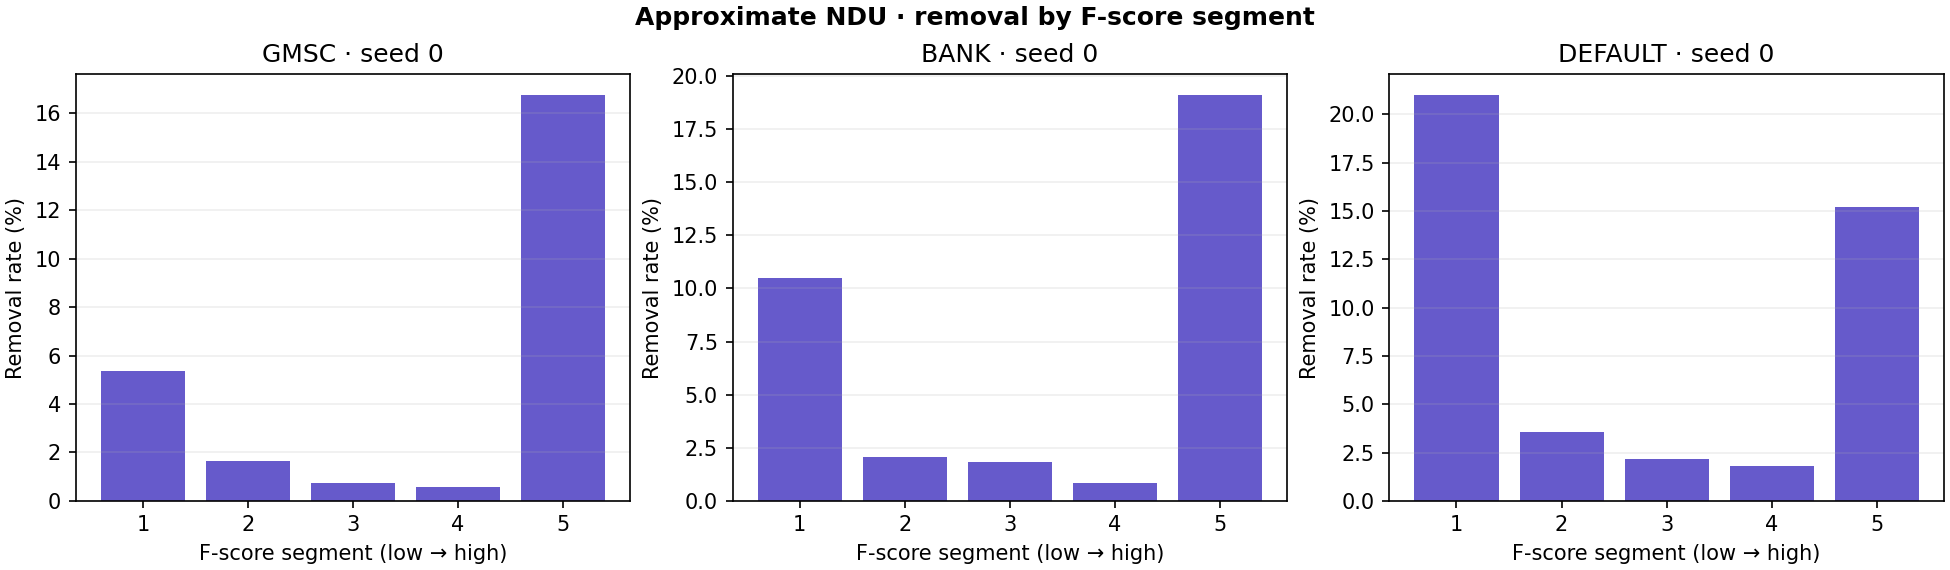 Approximate NDU · removal by F-score segment
GMSC · seed 0
Removal rate (%)
16
14
12
10
8
6
4
2
0
1 2 3 4 5
F-score segment (low → high)
BANK · seed 0
Removal rate (%)
20.0
17.5
15.0
12.5
10.0
7.5
5.0
2.5
0.0
1 2 3 4 5
F-score segment (low → high)
DEFAULT · seed 0
Removal rate (%)
20.0
17.5
15.0
12.5
10.0
7.5
5.0
2.5
0.0
1 2 3 4 5
F-score segment (low → high)